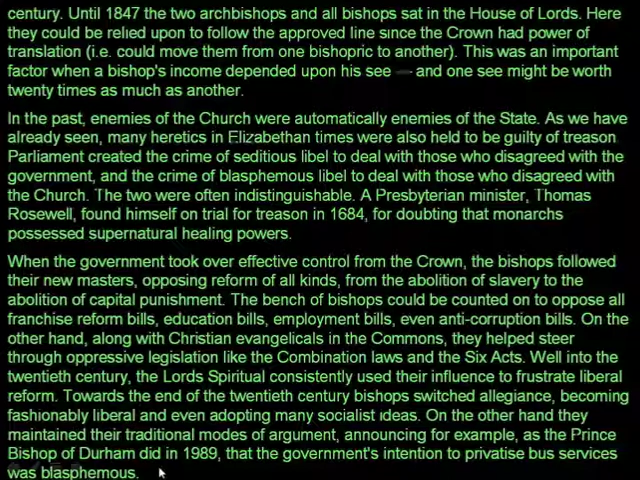 century. Until 1847 the two archbishops and all bishops sat in the House of Lords. Here
they could be relied upon to follow the approved line since the Crown had power of
translation (i.e. could move them from one bishopric to another). This was an important
factor when a bishop's income depended upon his see — and one see might be worth
twenty times as much as another.
In the past, enemies of the Church were automatically enemies of the State. As we have
already seen, many heretics in Elizabethan times were also held to be guilty of treason
Parliament created the crime of seditious libel to deal with those who disagreed with the
government, and the crime of blasphemous libel to deal with those who disagreed with
the Church. The two were often indistinguishable. A Presbyterian minister, Thomas
Rosewell, found himself on trial for treason in 1684, for doubting that monarchs
possessed supernatural healing powers.
When the government took over effective control from the Crown, the bishops followed
their new masters, opposing reform of all kinds, from the abolition of slavery to the
abolition of capital punishment. The bench of bishops could be counted on to oppose all
franchise reform bills, education bills, employment bills, even anti-corruption bills. On the
other hand, along with Christian evangelicals in the Commons, they helped steer
through oppressive legislation like the Combination laws and the Six Acts. Well into the
twentieth century, the Lords Spiritual consistently used their influence to frustrate liberal
reform. Towards the end of the twentieth century bishops switched allegiance, becoming
fashionably liberal and even adopting many socialist ideas. On the other hand they
maintained their traditional modes of argument, announcing for example, as the Prince
Bishop of Durham did in 1989, that the government's intention to privatise bus services
was blasphemous.